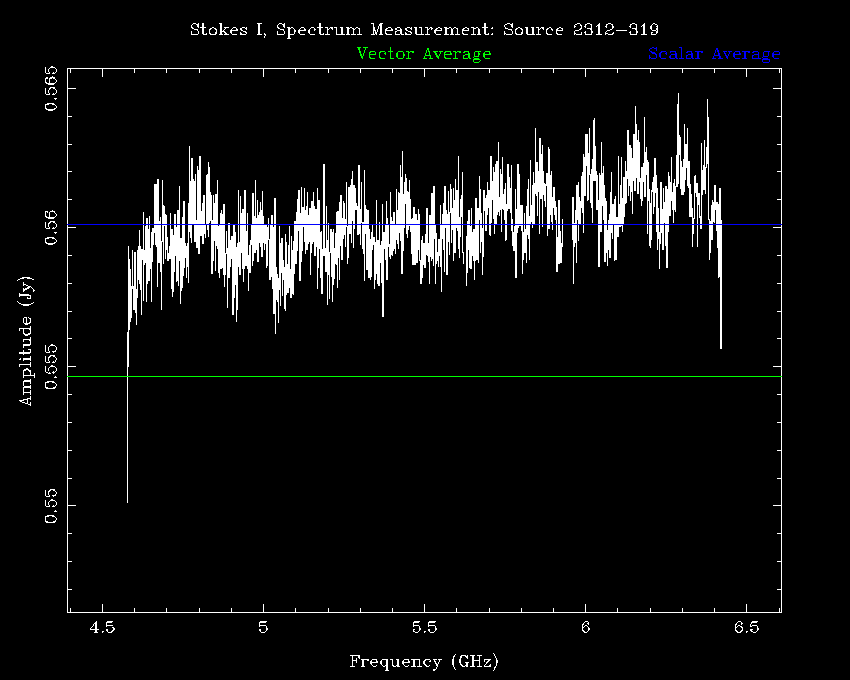 Stokes I, Spectrum Measurement: Source 2312-319
Vector Average Scalar Average
0.565
0.56
0.555
0.55
Amplitude (Jy)
4.5 5 5.5 6 6.5
Frequency (GHz)